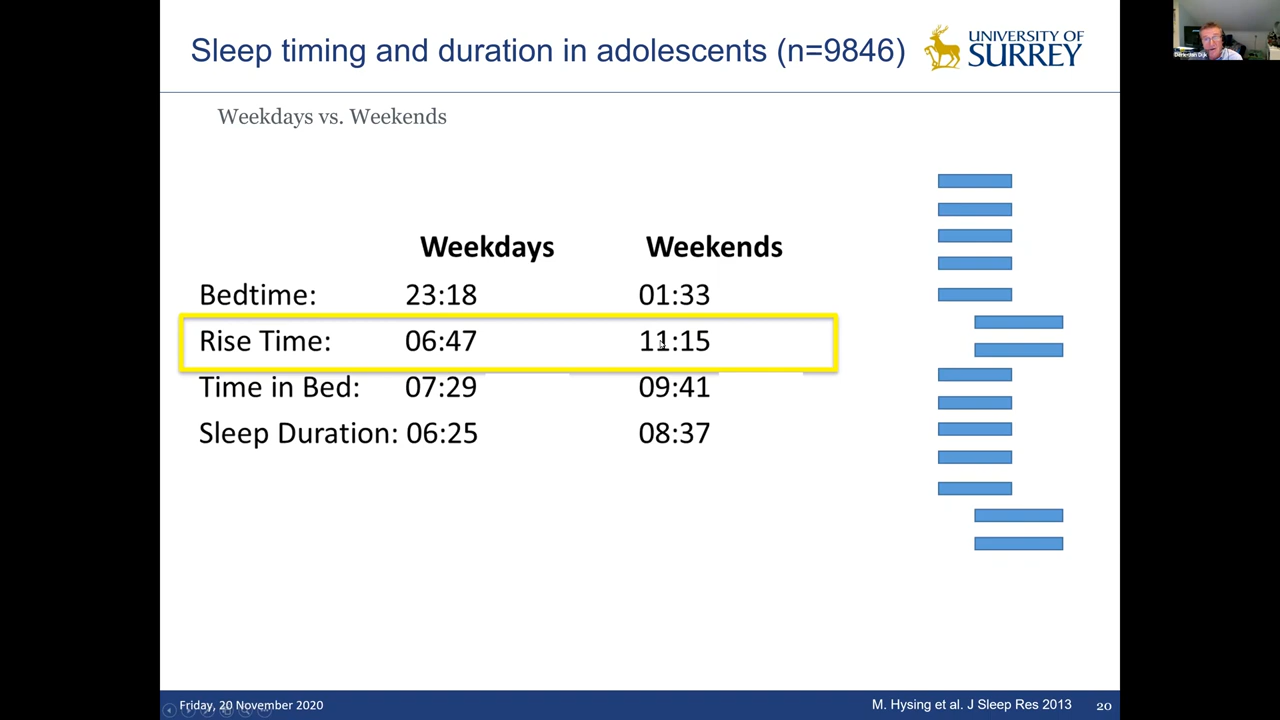 Sleep timing and duration in adolescents (n=9846)
UNIVERSITY OF
SURREY
Weekdays vs. Weekends
Weekdays Weekends
Bedtime: 23:18 01:33
Rise Time: 06:47 11:15
Time in Bed: 07:29 09:41
Sleep Duration: 06:25 08:37
Friday, 20 November 2020
M. Hysing et al. J Sleep Res 2013
20